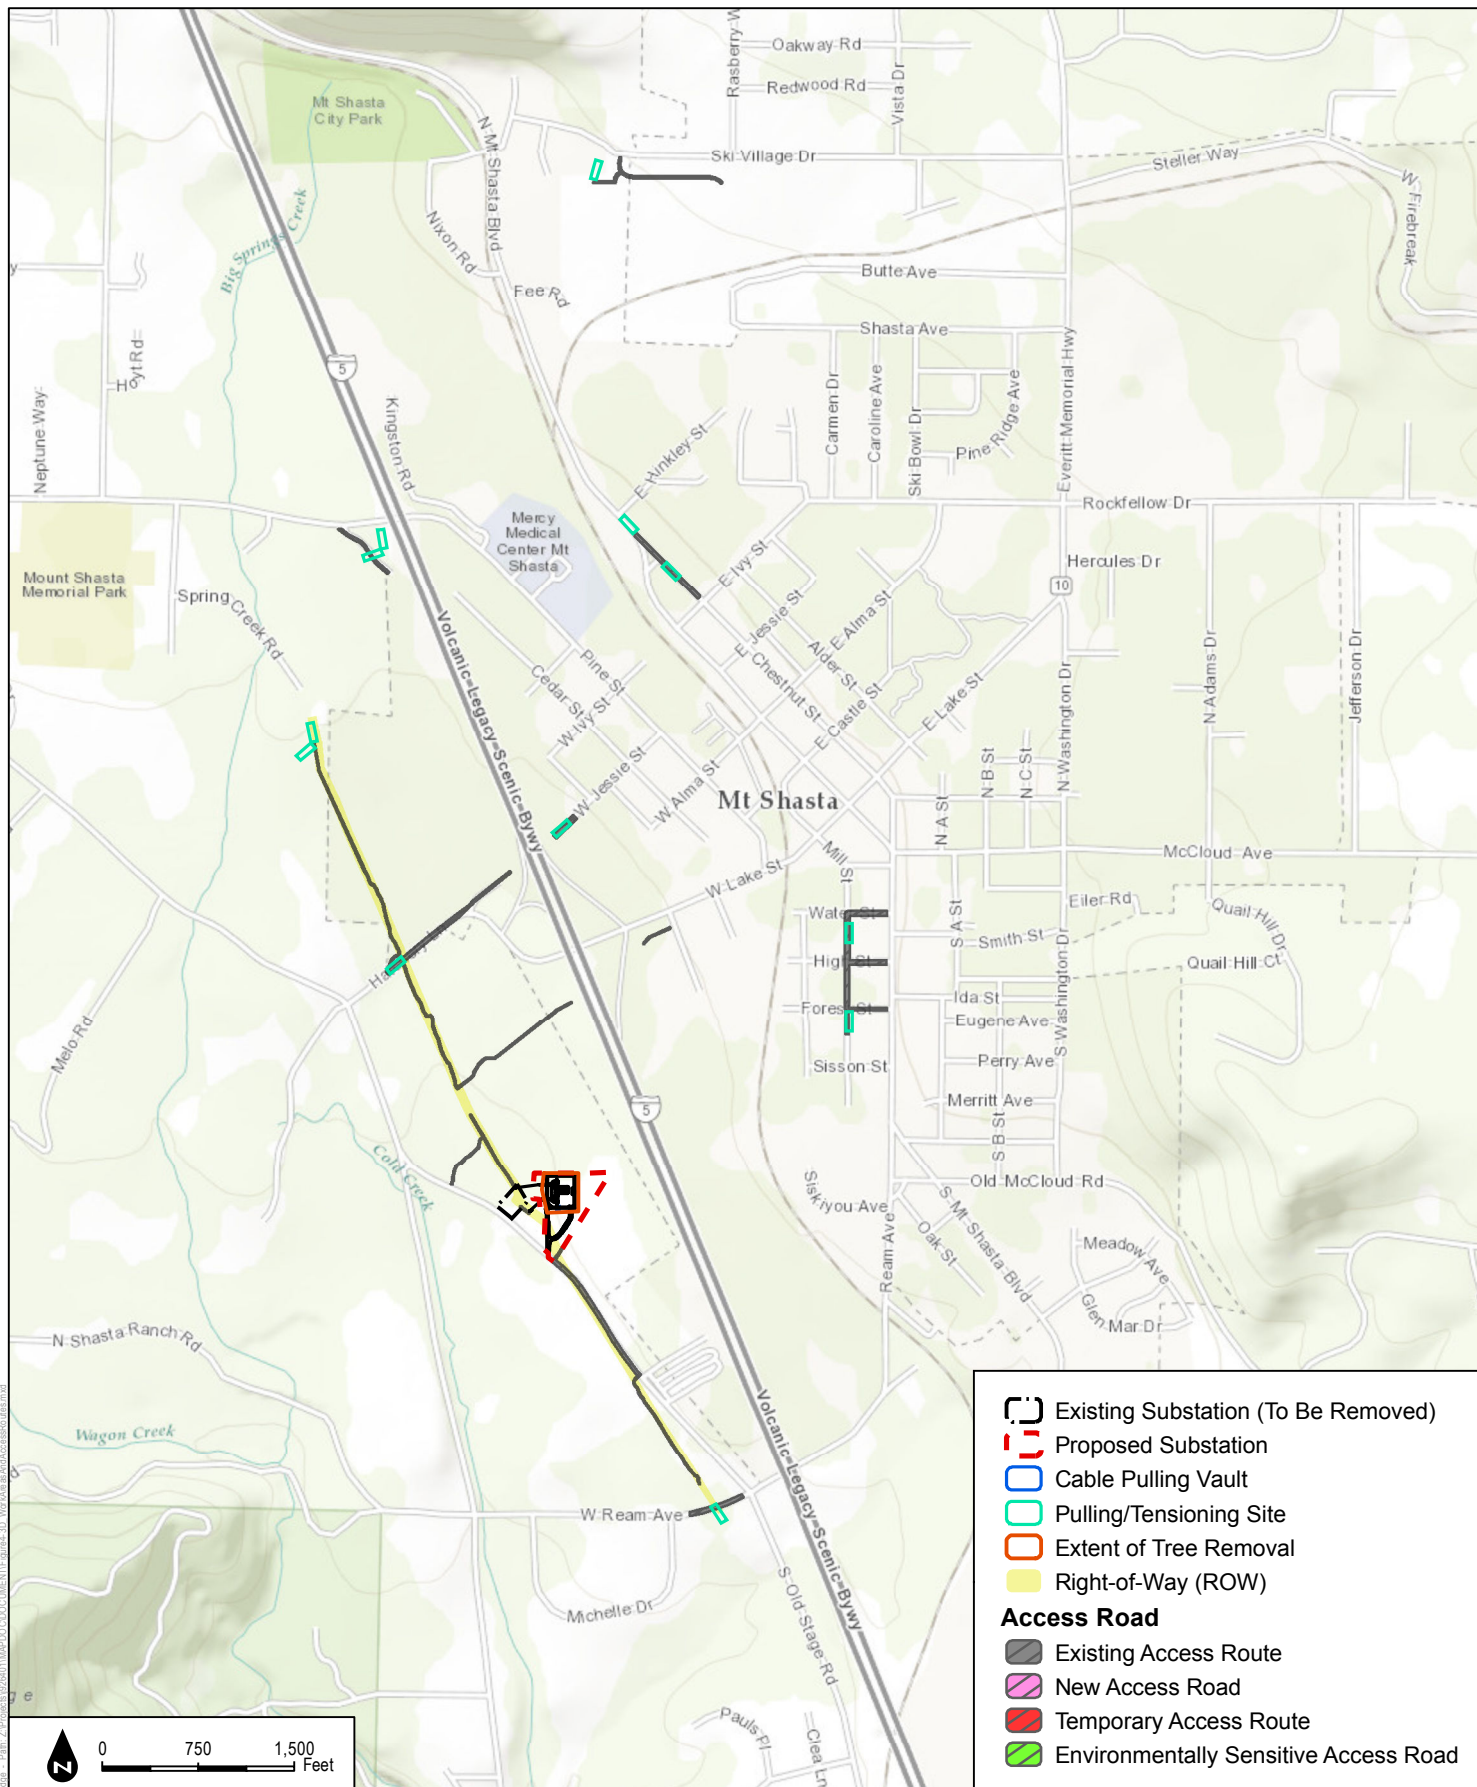 Oakway Rd
Rasberry W
Redwood Rd
Vista Dr
Mt Shasta
City Park
N Mt Shasta Blvd
Ski Village Dr
Steller Way
W Firebreak
Big Springs Creek
Nixon Rd
Fee Rd
Butte Ave
Shasta Ave
Hoyt Rd
5
Neptune Way
Kingston Rd
Carmen Dr
Caroline Ave
Ski Bowl Dr
Pine Ridge Ave
Everitt Memorial Hwy
E Hinkley St
Rockfellow Dr
Mercy
Medical
Center Mt
Shasta
Mount Shasta
Memorial Park
Spring Creek Rd
E Ivy St
Hercules Dr
10
Volcanic Legacy Scenic Bywy
E Jessie St
E Alma St
Alder St
E Chestnut St
E Castle St
E Lake St
N Washington Dr
N Adams Dr
Jefferson Dr
Pine St
Cedar St
W Ivy St
W Jessie St
W Alma St
Mt Shasta
N A St
N B St
N C St
Mill St
McCloud Ave
W Lake St
Eiler Rd
Water St
S A St
Smith St
Quail Hill Dr
High St
Quail Hill Ct
Ida St
Forest St
Eugene Ave
S Washington Dr
Melo Rd
Sisson St
Perry Ave
5
Merritt Ave
S B St
Cold Creek
Old McCloud Rd
Siskiyou Ave
S Mt Shasta Blvd
Oak St
Ream Ave
Meadow Ave
Glen Mar Dr
N Shasta Ranch Rd
Wagon Creek
Volcanic Legacy Scenic Bywy
W Ream Ave
Michelle Dr
S Old Stage Rd
Pauls Pl
Clea Ln
Existing Substation (To Be Removed)
Proposed Substation
Cable Pulling Vault
Pulling/Tensioning Site
Extent of Tree Removal
Right-of-Way (ROW)
Access Road
Existing Access Route
New Access Road
Temporary Access Route
Environmentally Sensitive Access Road
N
0 750 1,500
Feet